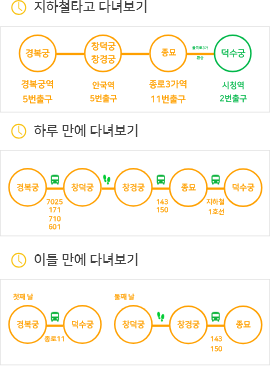 지하철타고 다녀보기
경복궁
창덕궁
창경궁
종묘
덕수궁
경복궁역
5번출구
안국역
5번출구
종로3가역
11번출구
시청역
2번출구
하루 만에 다녀보기
경복궁
창덕궁
창경궁
종묘
덕수궁
7025
171
710
601
143
150
지하철
1호선
이틀 만에 다녀보기
첫째날
둘째날
경복궁
덕수궁
창덕궁
창경궁
종묘
종로11
143
150